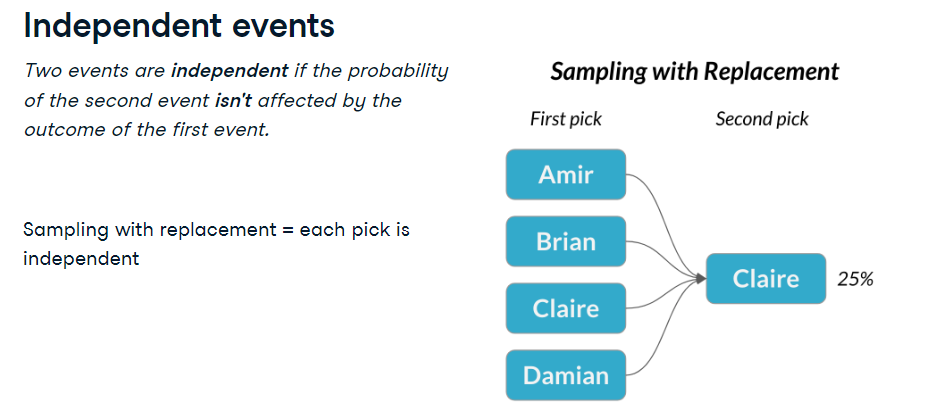 Independent events
Two events are independent if the probability
of the second event isn't affected by the
outcome of the first event.
Sampling with replacement = each pick is
independent
Sampling with Replacement
First pick
Second pick
Amir
Brian
Claire
Damian
Claire
25%